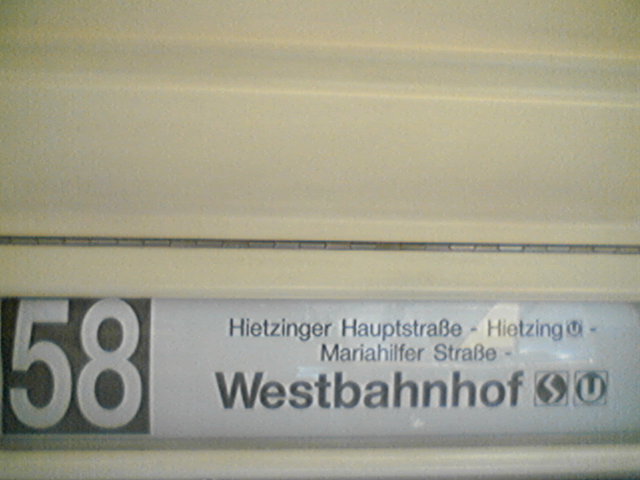 58
Hietzinger Hauptstraße - Hietzing U -
Mariahilfer Straße -
Westbahnhof S U